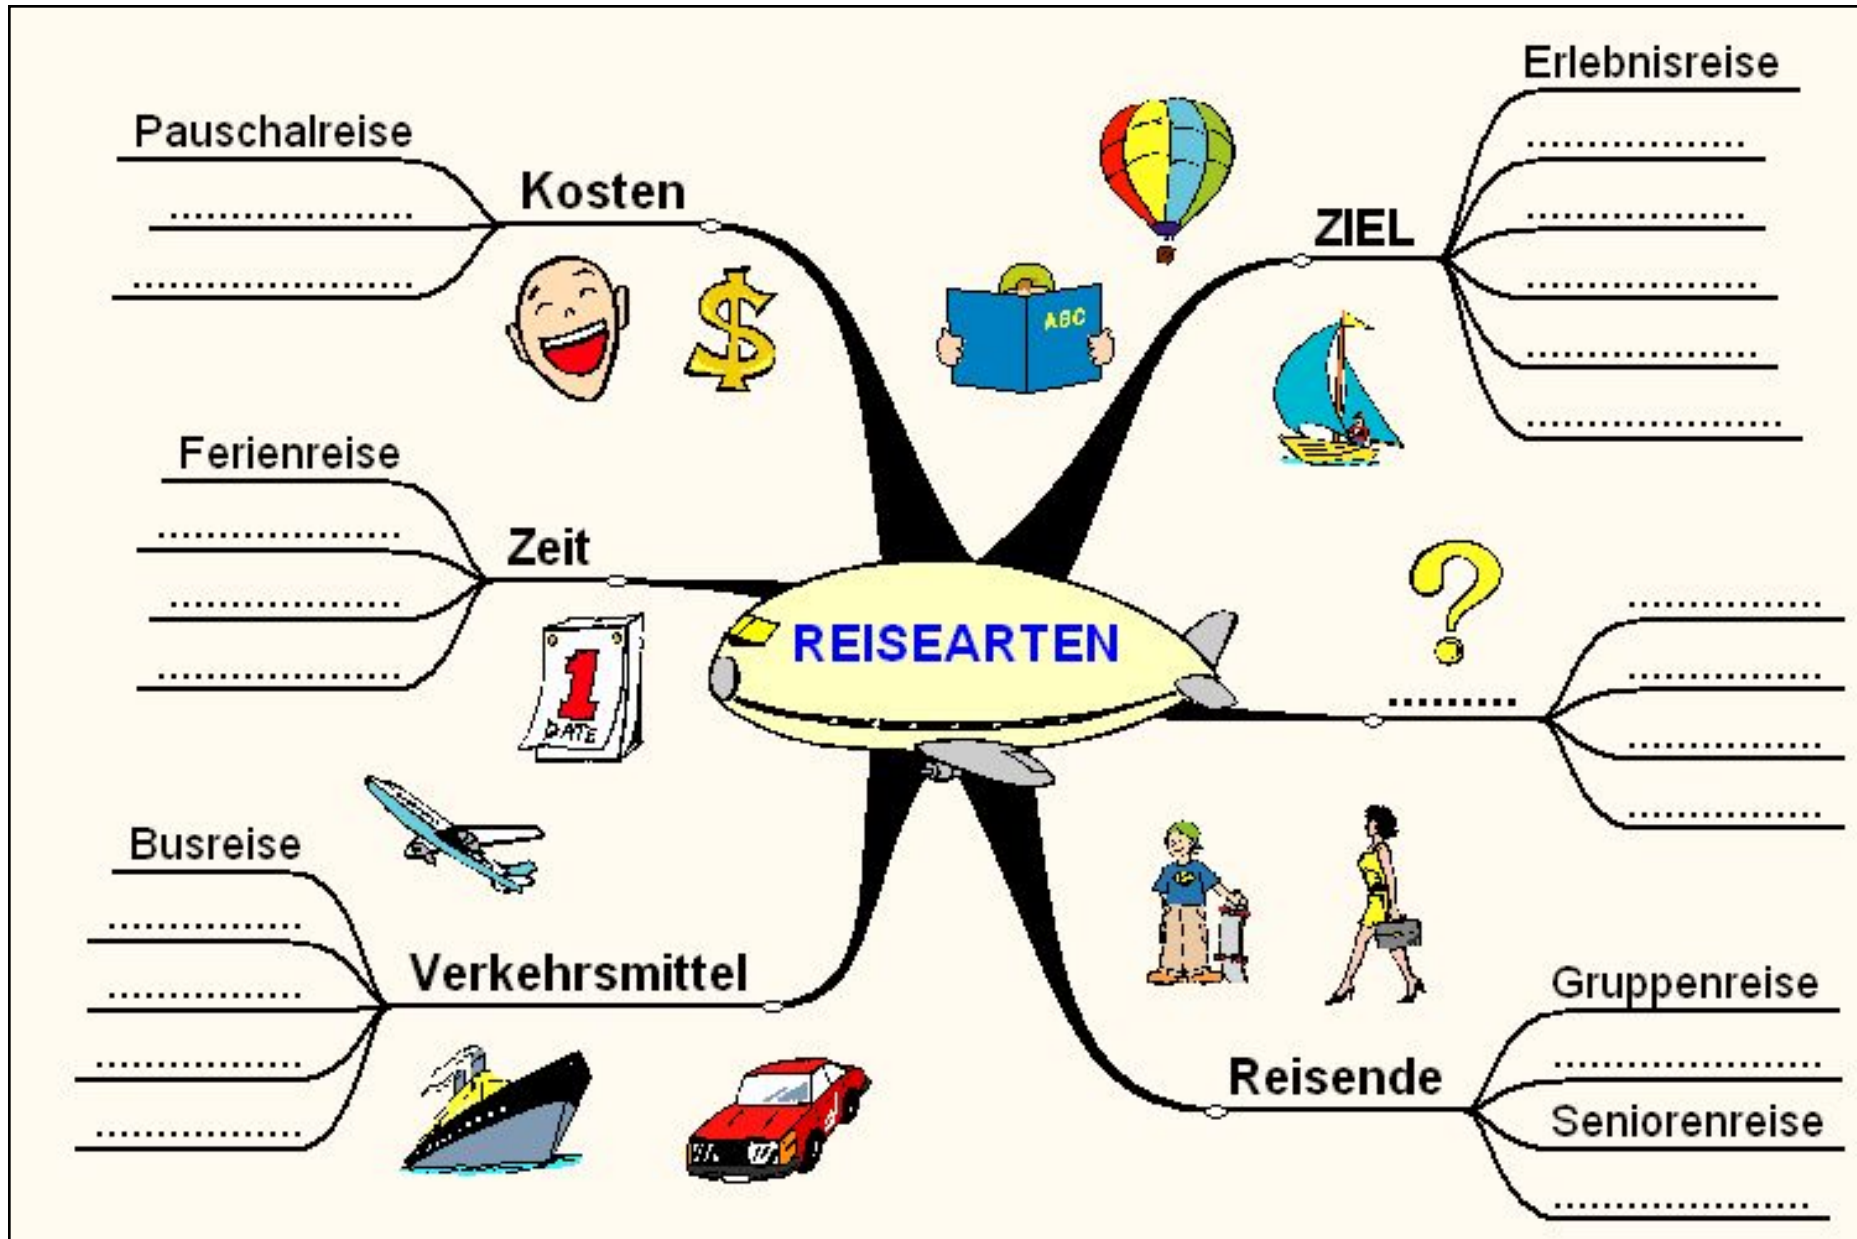 Pauschalreise
....................
.......................
Kosten
Ferienreise
....................
...................
....................
Zeit
Busreise
................
................
.................
.................
Verkehrsmittel
REISEARTEN
Erlebnisreise
..................
..................
...................
...................
.....................
ZIEL
ABC
.........
................
................
................
................
1
DATE
Gruppenreise
......................
Seniorenreise
.....................
Reisende
$
?